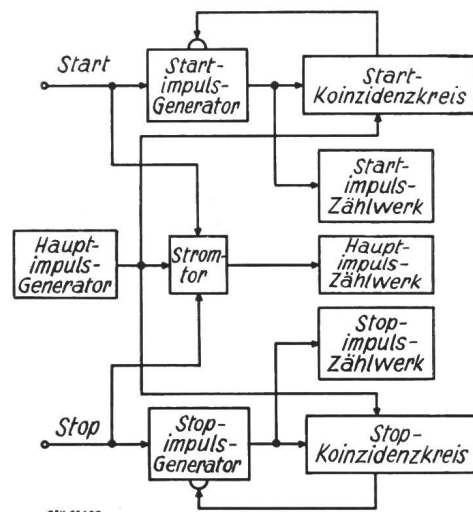 Start
Start-
impuls-
Generator
Start-
Koinzidenzkreis
Start-
impuls-
Zählwerk
Haupt-
impuls-
Generator
Strom-
tor
Haupt-
impuls-
Zählwerk
Stop-
impuls-
Zählwerk
Stop
Stop-
impuls-
Generator
Stop-
Koinzidenzkreis